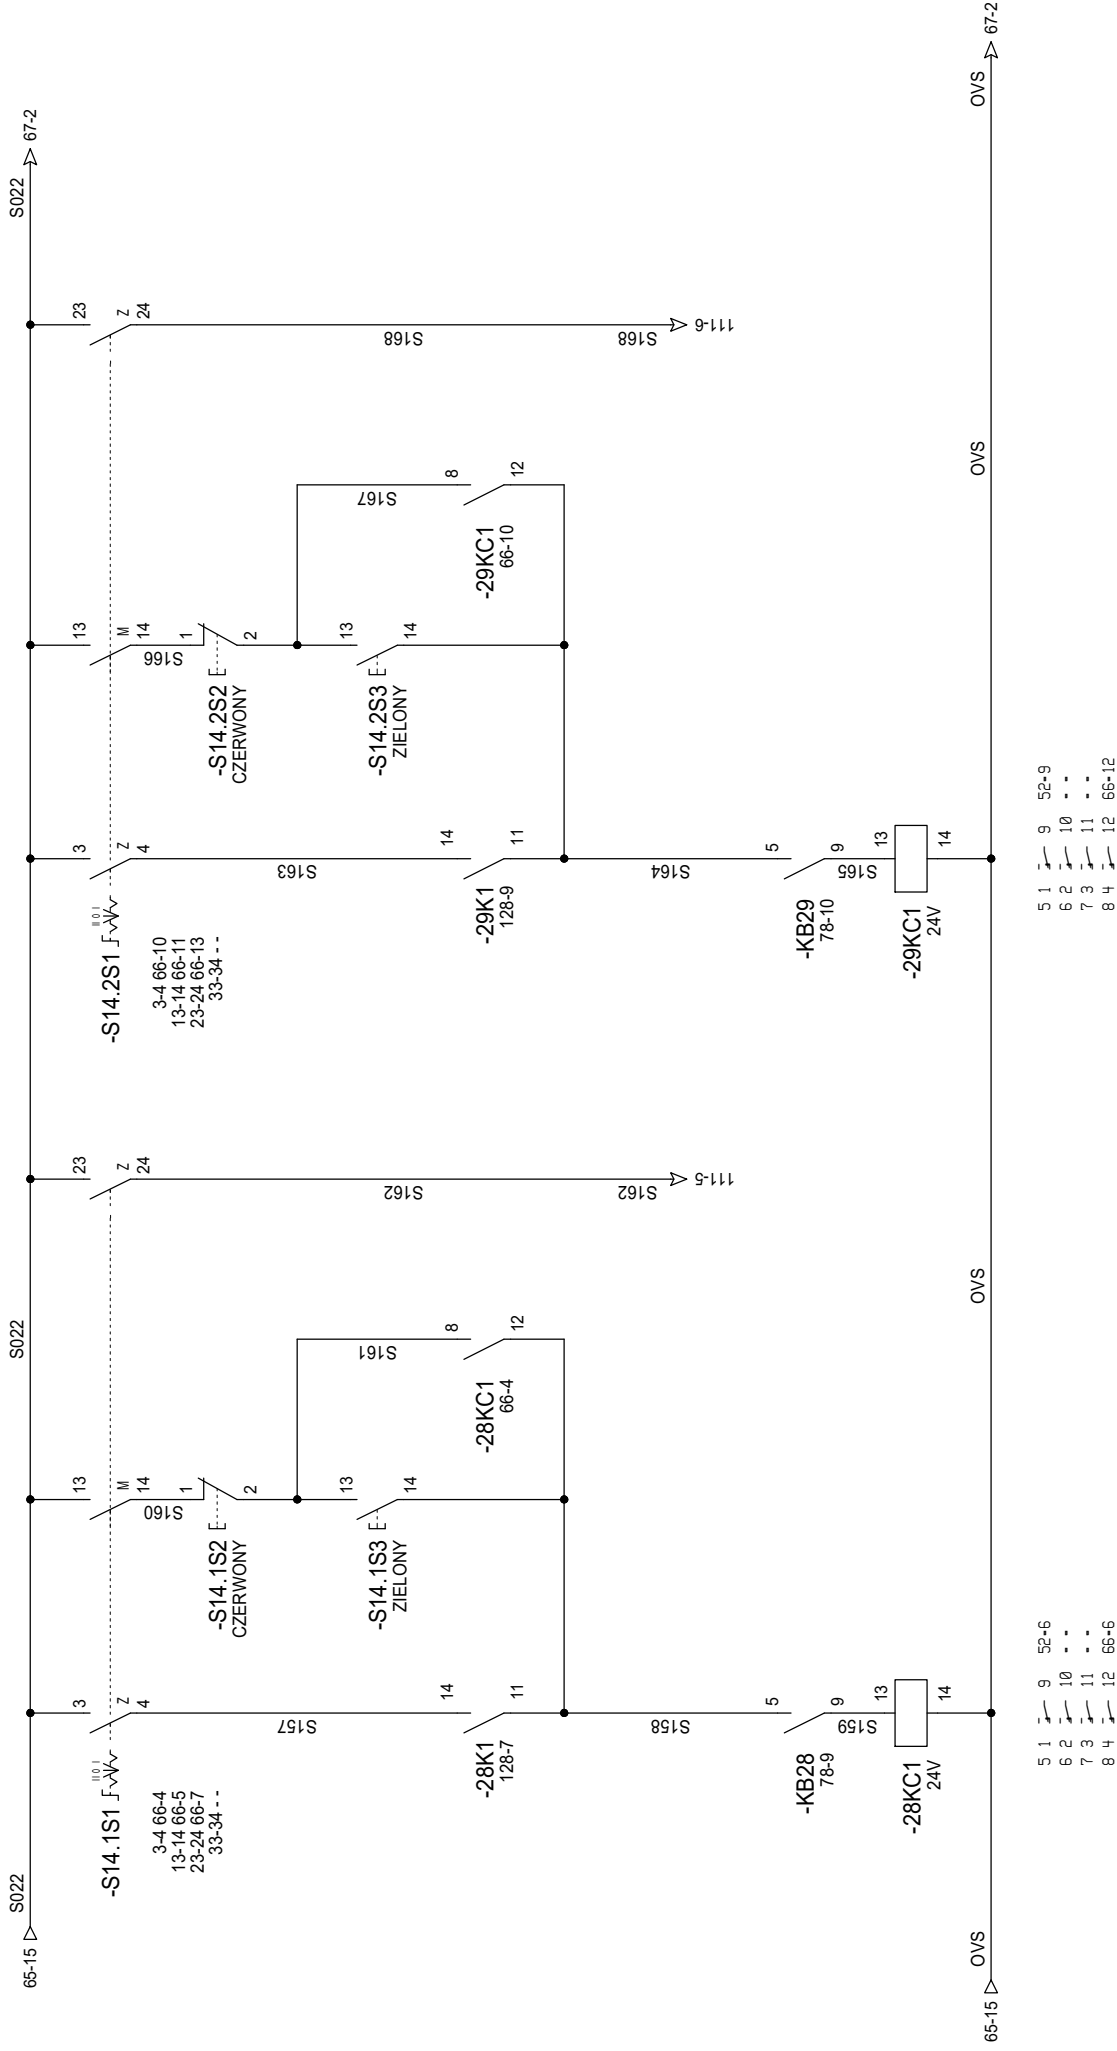 65-15
S022
S022
S022
67-2
-S14.1S1
II 0 I
3-4 66-4
13-14 66-5
23-24 66-7
33-34 - -
3
Z
4
S157
14
11
-28K1
128-7
S158
5
9
-KB28
78-9
S159
13
14
-28KC1
24V
13
M
14
S160
1
2
-S14.1S2
CZERWONY
13
14
-S14.1S3
ZIELONY
S161
8
12
-28KC1
66-4
23
Z
24
S162
S162
111-5
-S14.2S1
II 0 I
3-4 66-10
13-14 66-11
23-24 66-13
33-34 - -
3
Z
4
S163
14
11
-29K1
128-9
S164
5
9
-KB29
78-10
S165
13
14
-29KC1
24V
13
M
14
S166
1
2
-S14.2S2
CZERWONY
13
14
-S14.2S3
ZIELONY
S167
8
12
-29KC1
66-10
23
Z
24
S168
S168
111-6
65-15
OVS
OVS
OVS
OVS
67-2
5 1 9 52-6
6 2 10 - -
7 3 11 - -
8 4 12 66-6
5 1 9 52-9
6 2 10 - -
7 3 11 - -
8 4 12 66-12